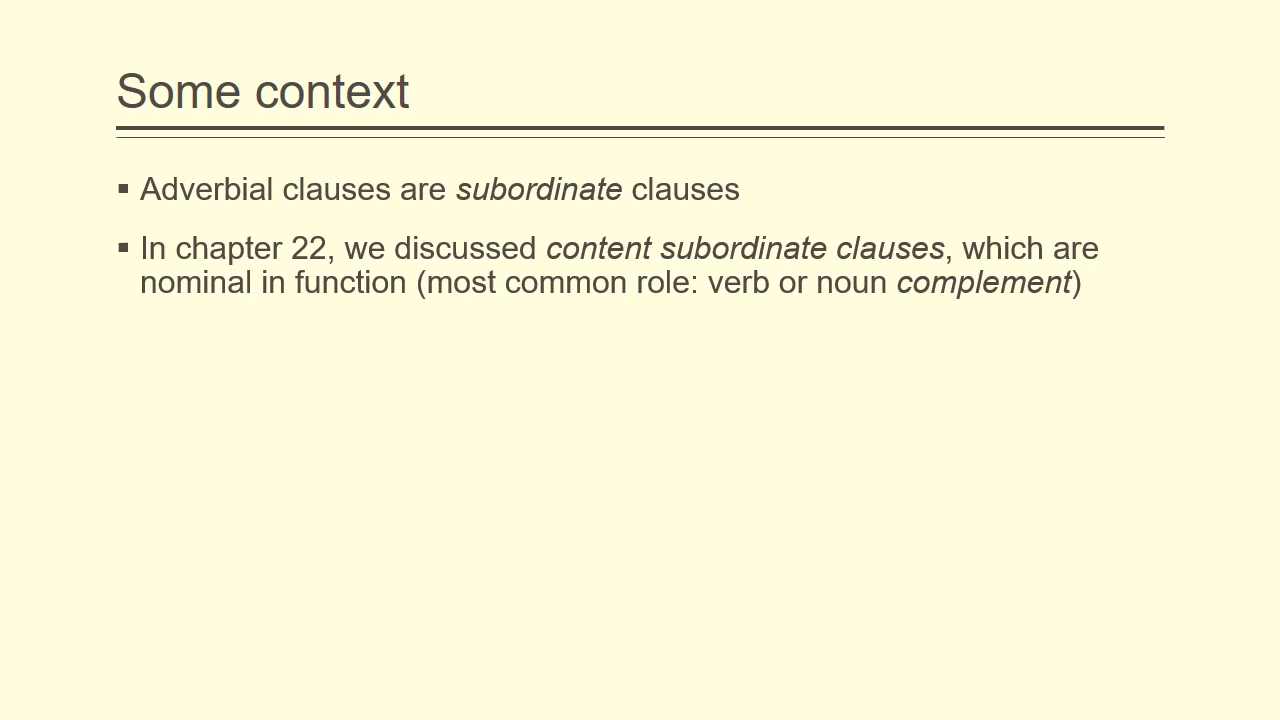 Some context
▪ Adverbial clauses are subordinate clauses
▪ In chapter 22, we discussed content subordinate clauses, which are
nominal in function (most common role: verb or noun complement)